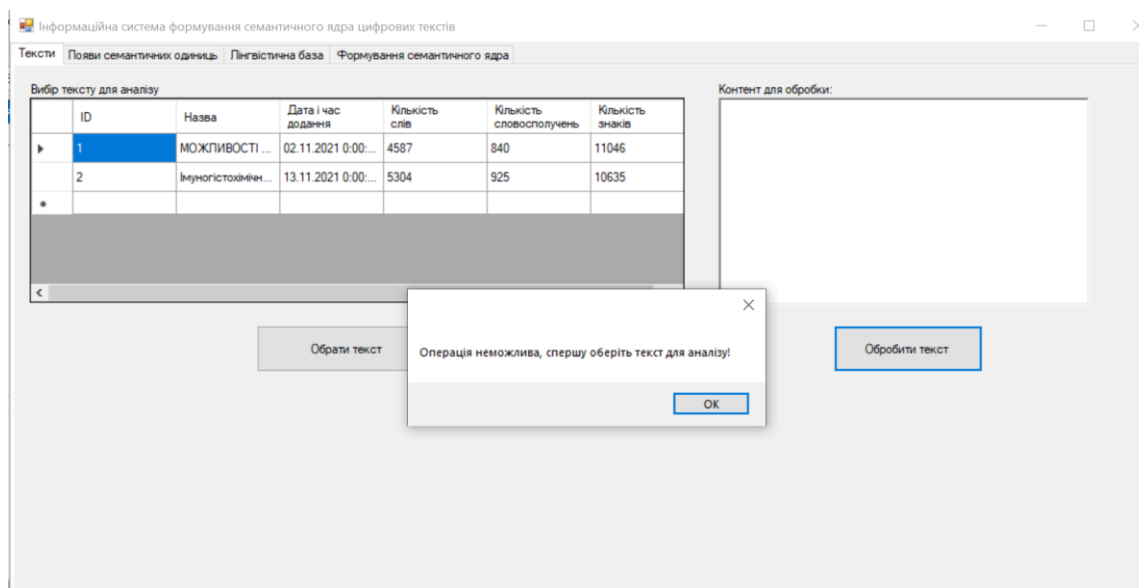 Інформаційна система формування семантичного ядра цифрових текстів
Тексти Появи семантичних одиниць Лінгвістична база Формування семантичного ядра
Вибір тексту для аналізу
Контент для обробки:
ID Назва Дата і час додання Кількість слів Кількість словосполучень Кількість знаків
1 МОЖЛИВОСТІ ... 02.11.2021 0:00:... 4587 840 11046
2 Імуногістохімічн... 13.11.2021 0:00:... 5304 925 10635
Обрати текст
Операція неможлива, спершу оберіть текст для аналізу!
OK
Обробити текст